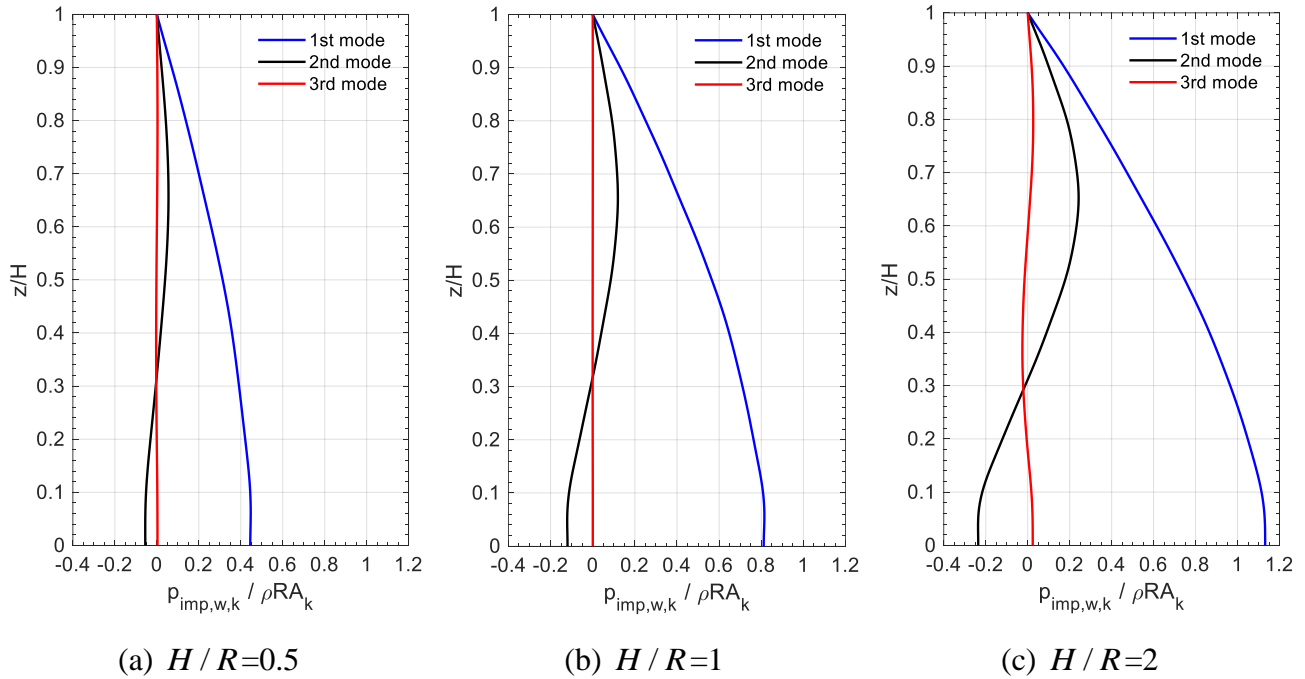 1
0.9
0.8
0.7
0.6
0.5
0.4
0.3
0.2
0.1
0
z/H
1st mode
2nd mode
3rd mode
-0.4 -0.2 0 0.2 0.4 0.6 0.8 1 1.2
p_imp,w,k / ρRA_k
(a) H / R=0.5
1
0.9
0.8
0.7
0.6
0.5
0.4
0.3
0.2
0.1
0
z/H
1st mode
2nd mode
3rd mode
-0.4 -0.2 0 0.2 0.4 0.6 0.8 1 1.2
p_imp,w,k / ρRA_k
(b) H / R=1
1
0.9
0.8
0.7
0.6
0.5
0.4
0.3
0.2
0.1
0
z/H
1st mode
2nd mode
3rd mode
-0.4 -0.2 0 0.2 0.4 0.6 0.8 1 1.2
p_imp,w,k / ρRA_k
(c) H / R=2